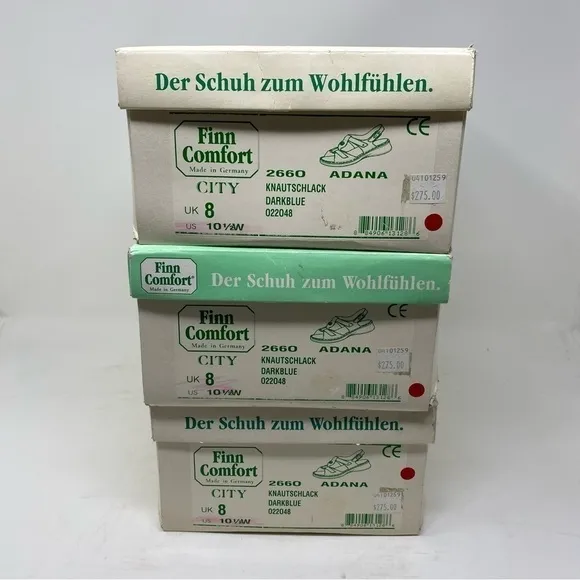 Der Schuh zum Wohlfühlen.
Finn
Comfort
Made in Germany
CITY
UK 8
US 10½W
2660 ADANA
KNAUTSCHLACK
DARKBLUE
022048
CE
04101259
$275.00
Finn
Comfort
Made in Germany
Der Schuh zum Wohlfühlen.
Finn
Comfort
Made in Germany
CITY
UK 8
US 10½W
2660 ADANA
KNAUTSCHLACK
DARKBLUE
022048
CE
04101259
$275.00
Der Schuh zum Wohlfühlen.
Finn
Comfort
Made in Germany
CITY
UK 8
US 10½W
2660 ADANA
KNAUTSCHLACK
DARKBLUE
022048
CE
04101259
$275.00